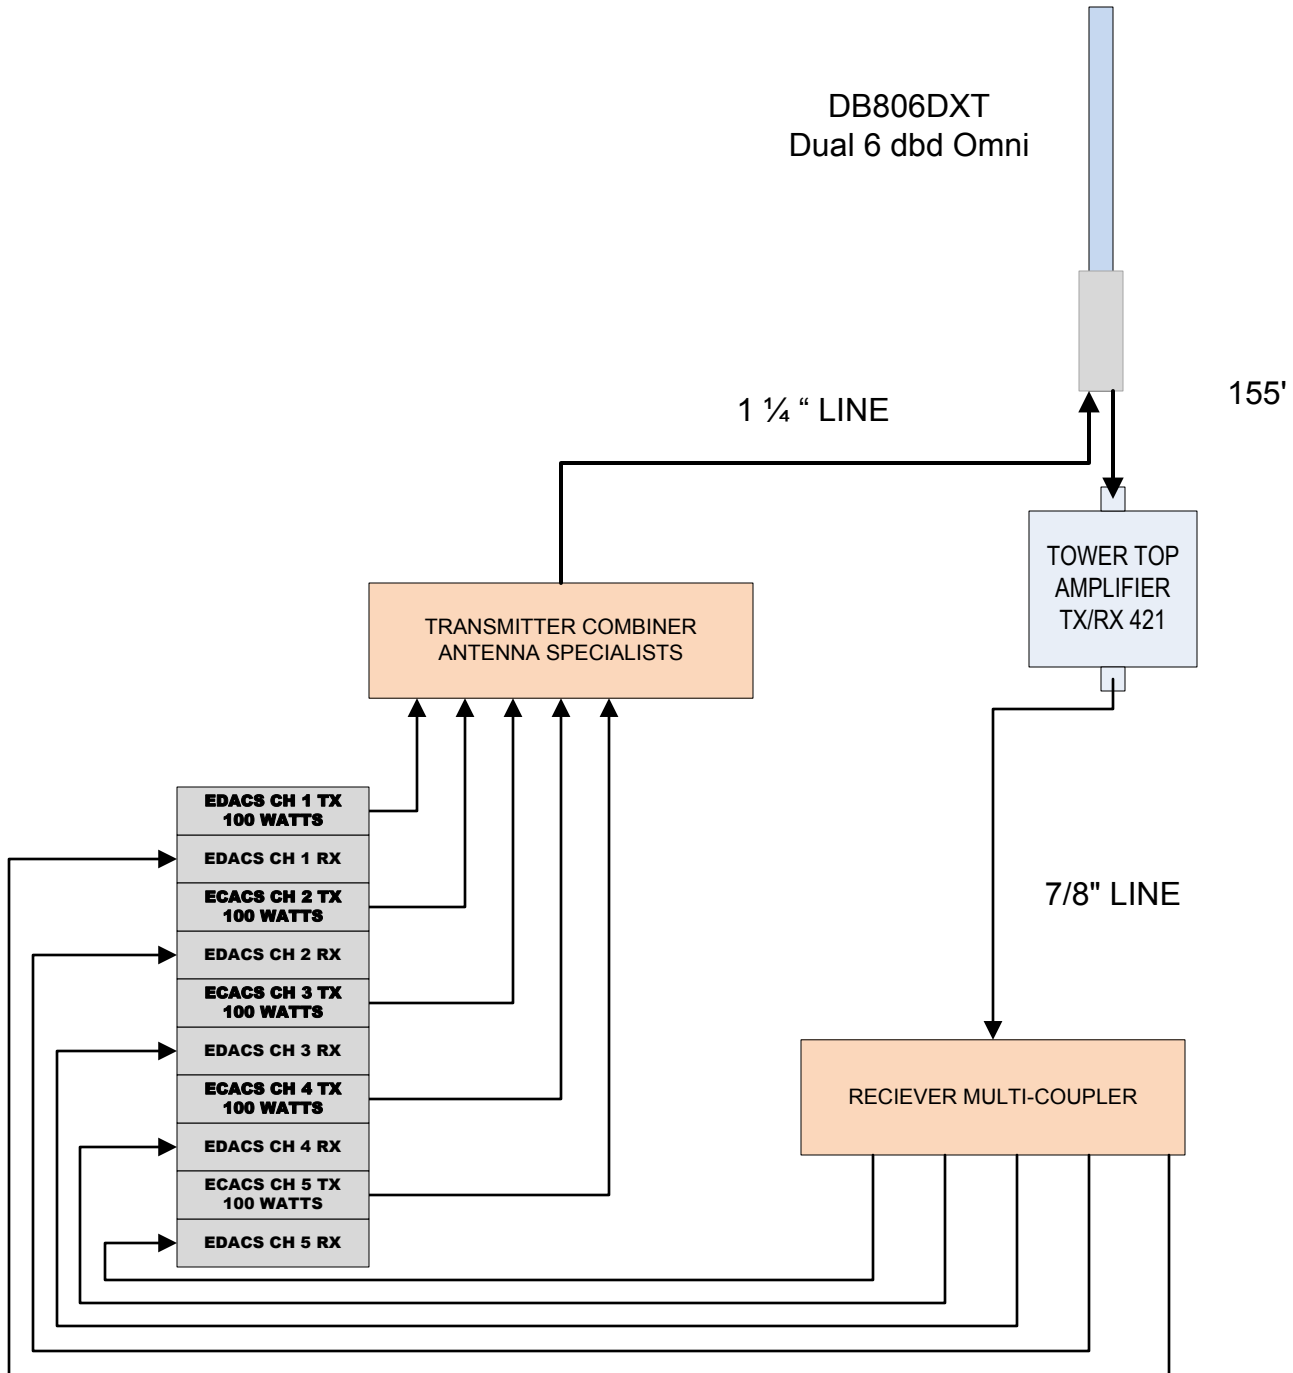 DB806DXT
Dual 6 dbd Omni
155'
1 ¼ “ LINE
TOWER TOP
AMPLIFIER
TX/RX 421
TRANSMITTER COMBINER
ANTENNA SPECIALISTS
EDACS CH 1 TX
100 WATTS
EDACS CH 1 RX
ECACS CH 2 TX
100 WATTS
EDACS CH 2 RX
ECACS CH 3 TX
100 WATTS
EDACS CH 3 RX
ECACS CH 4 TX
100 WATTS
EDACS CH 4 RX
ECACS CH 5 TX
100 WATTS
EDACS CH 5 RX
7/8" LINE
RECIEVER MULTI-COUPLER